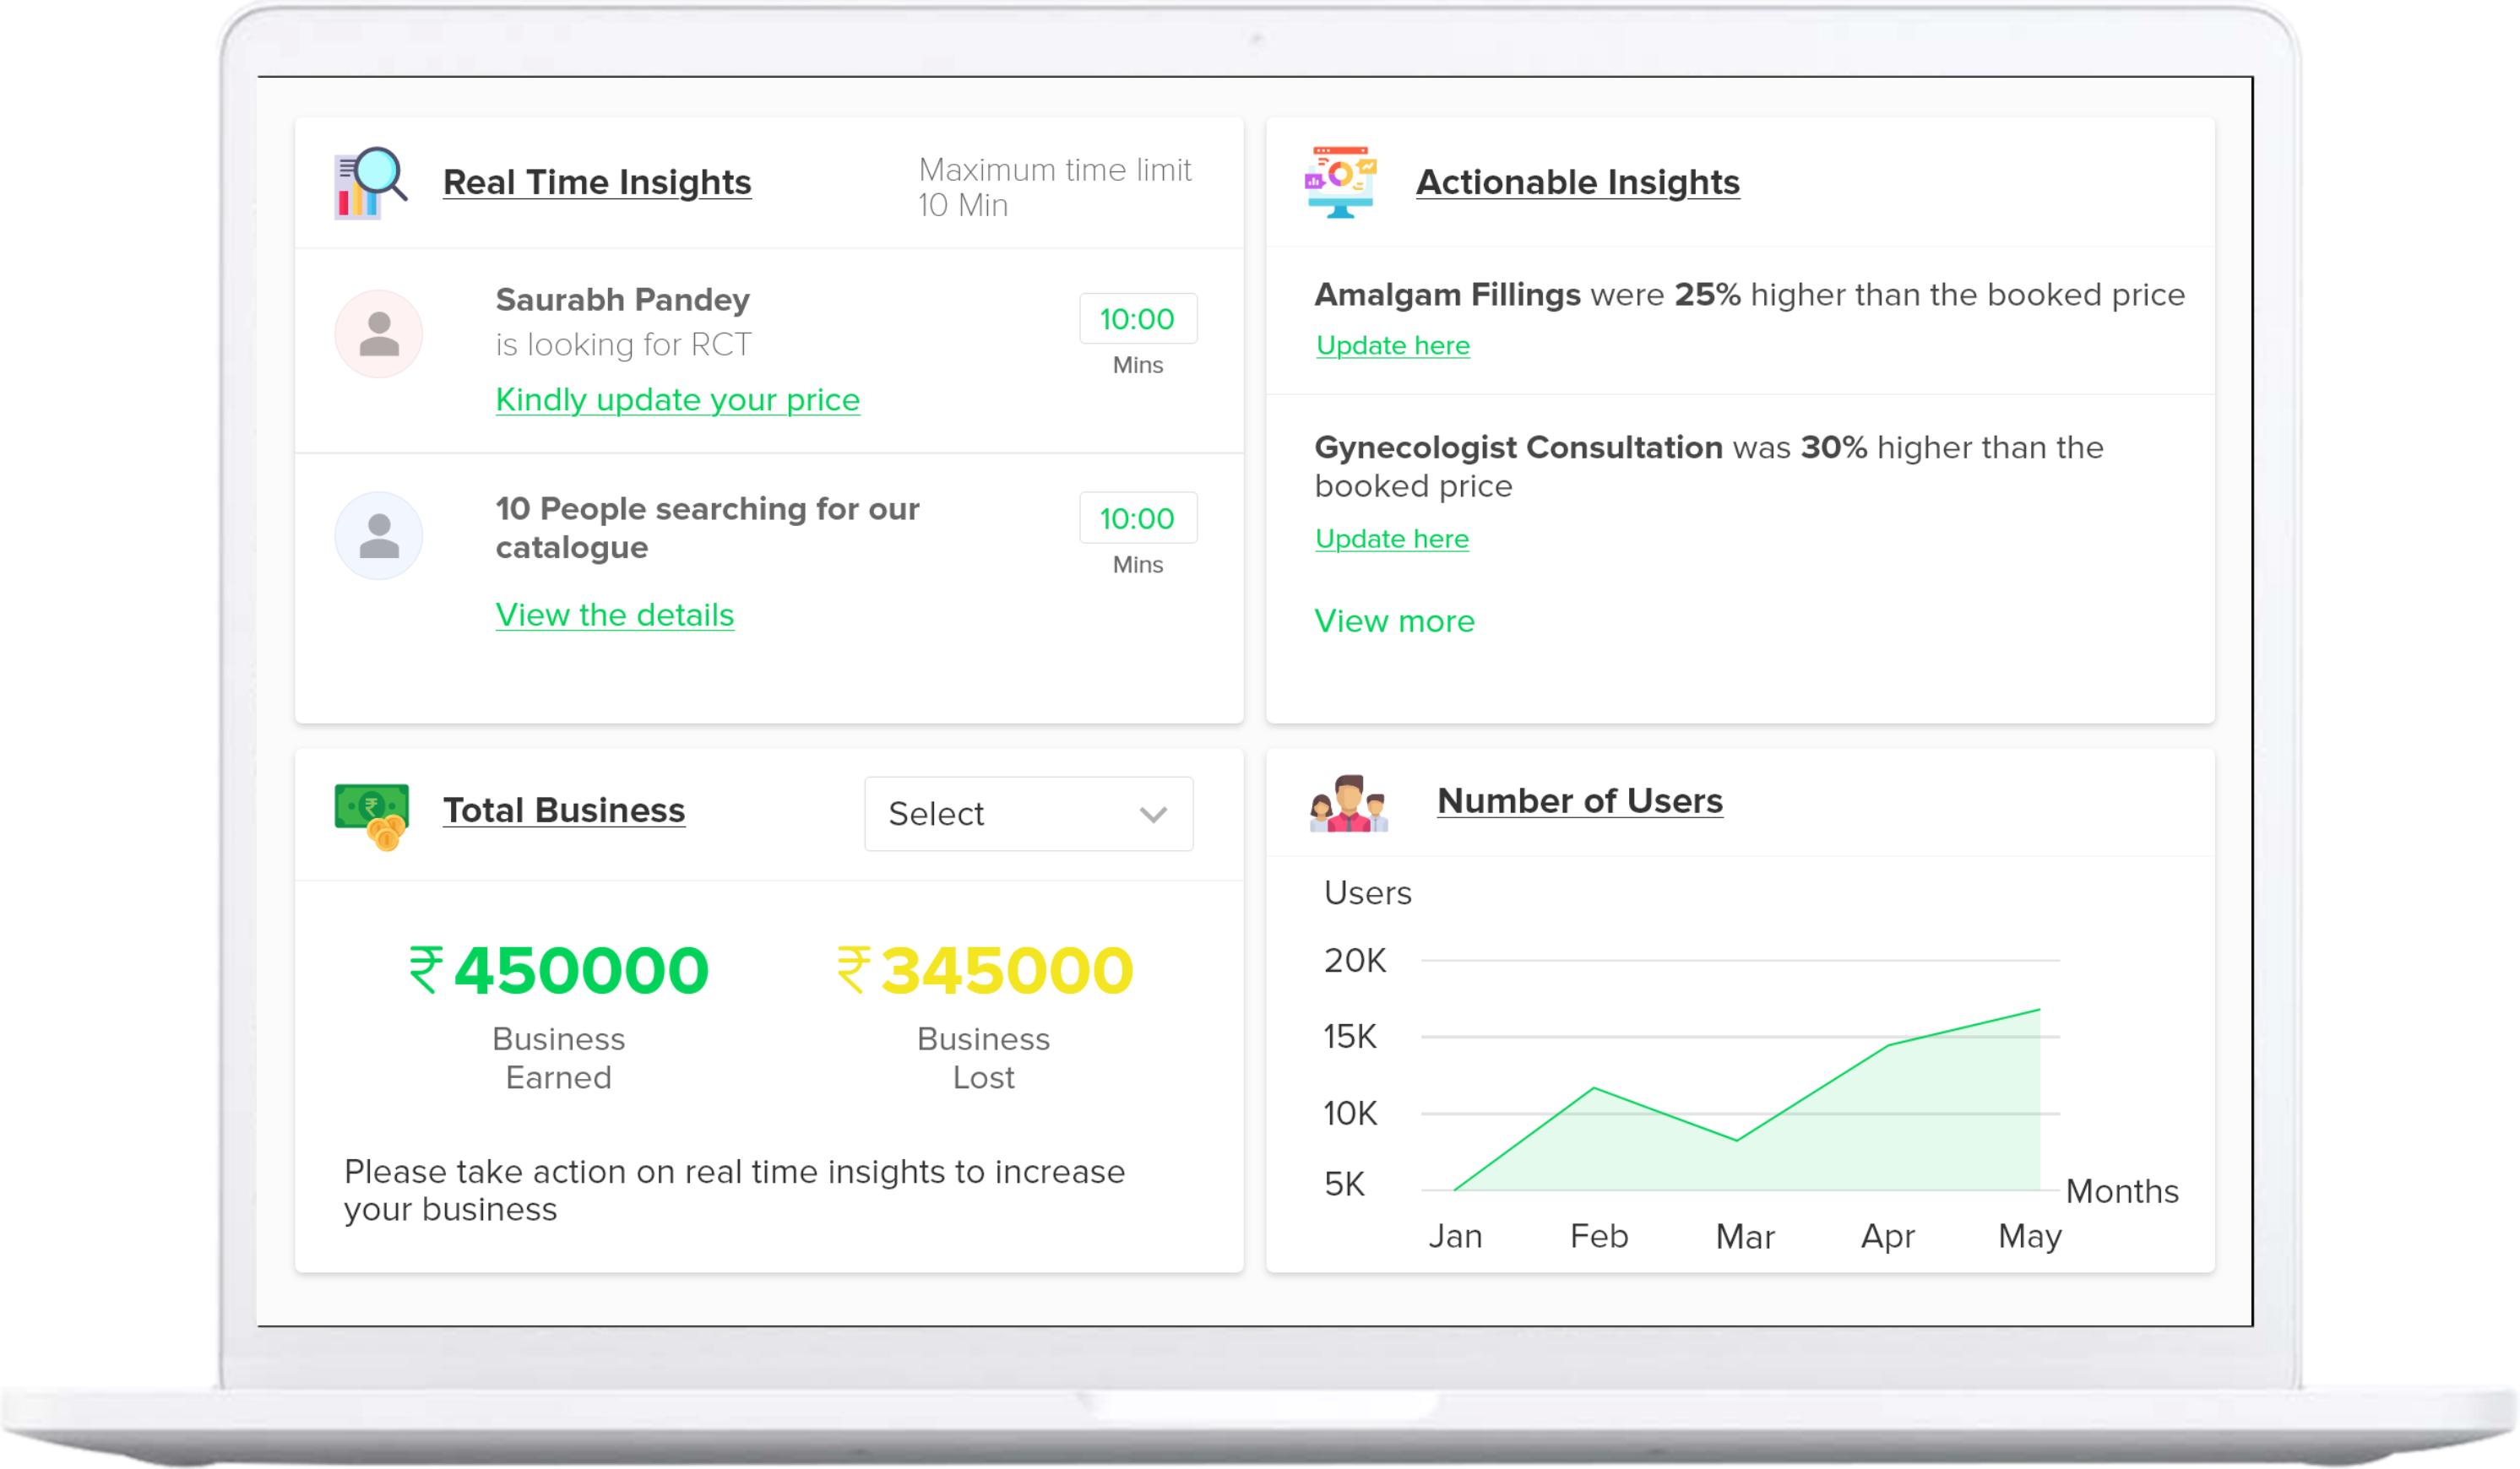 Real Time Insights
Maximum time limit
10 Min
Saurabh Pandey
is looking for RCT
Kindly update your price
10:00
Mins
10 People searching for our
catalogue
View the details
10:00
Mins
Actionable Insights
Amalgam Fillings were 25% higher than the booked price
Update here
Gynecologist Consultation was 30% higher than the
booked price
Update here
View more
Total Business
Select
₹ 450000
Business
Earned
₹ 345000
Business
Lost
Please take action on real time insights to increase
your business
Number of Users
Users
20K
15K
10K
5K
Months
Jan Feb Mar Apr May